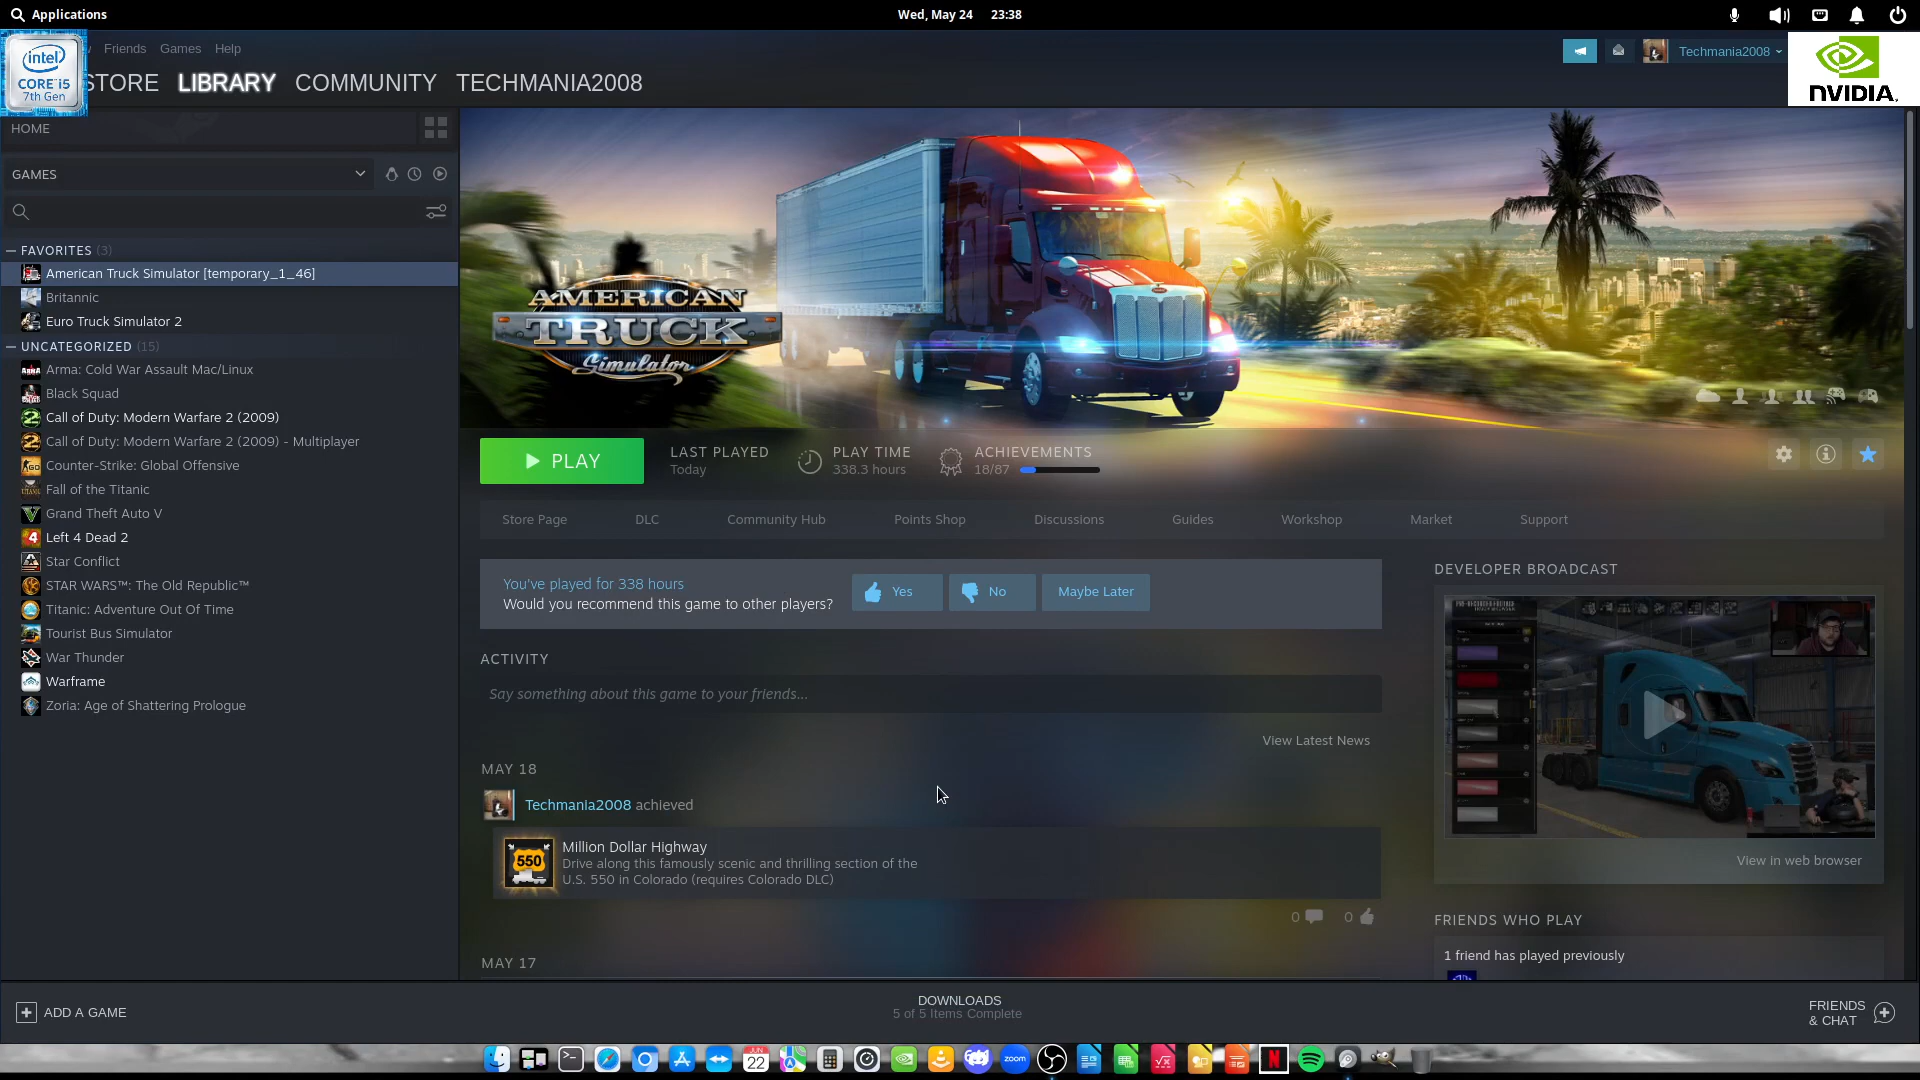 Applications
Wed, May 24 23:38
Friends Games Help
Techmania2008
intel
CORE i5
7th Gen
NVIDIA.
STORE LIBRARY COMMUNITY TECHMANIA2008
HOME
GAMES
FAVORITES (3)
American Truck Simulator [temporary_1_46]
Britannic
Euro Truck Simulator 2
UNCATEGORIZED (15)
Arma: Cold War Assault Mac/Linux
Black Squad
Call of Duty: Modern Warfare 2 (2009)
Call of Duty: Modern Warfare 2 (2009) - Multiplayer
Counter-Strike: Global Offensive
Fall of the Titanic
Grand Theft Auto V
Left 4 Dead 2
Star Conflict
STAR WARS™: The Old Republic™
Titanic: Adventure Out Of Time
Tourist Bus Simulator
War Thunder
Warframe
Zoria: Age of Shattering Prologue
AMERICAN
TRUCK
Simulator
PLAY
LAST PLAYED
Today
PLAY TIME
338.3 hours
ACHIEVEMENTS
18/87
Store Page DLC Community Hub Points Shop Discussions Guides Workshop Market Support
You've played for 338 hours
Would you recommend this game to other players?
Yes No Maybe Later
ACTIVITY
Say something about this game to your friends...
View Latest News
MAY 18
Techmania2008 achieved
550
Million Dollar Highway
Drive along this famously scenic and thrilling section of the
U.S. 550 in Colorado (requires Colorado DLC)
0 0
MAY 17
DEVELOPER BROADCAST
View in web browser
FRIENDS WHO PLAY
1 friend has played previously
ADD A GAME
DOWNLOADS
5 of 5 Items Complete
FRIENDS
& CHAT
JUN
22
zoom
N